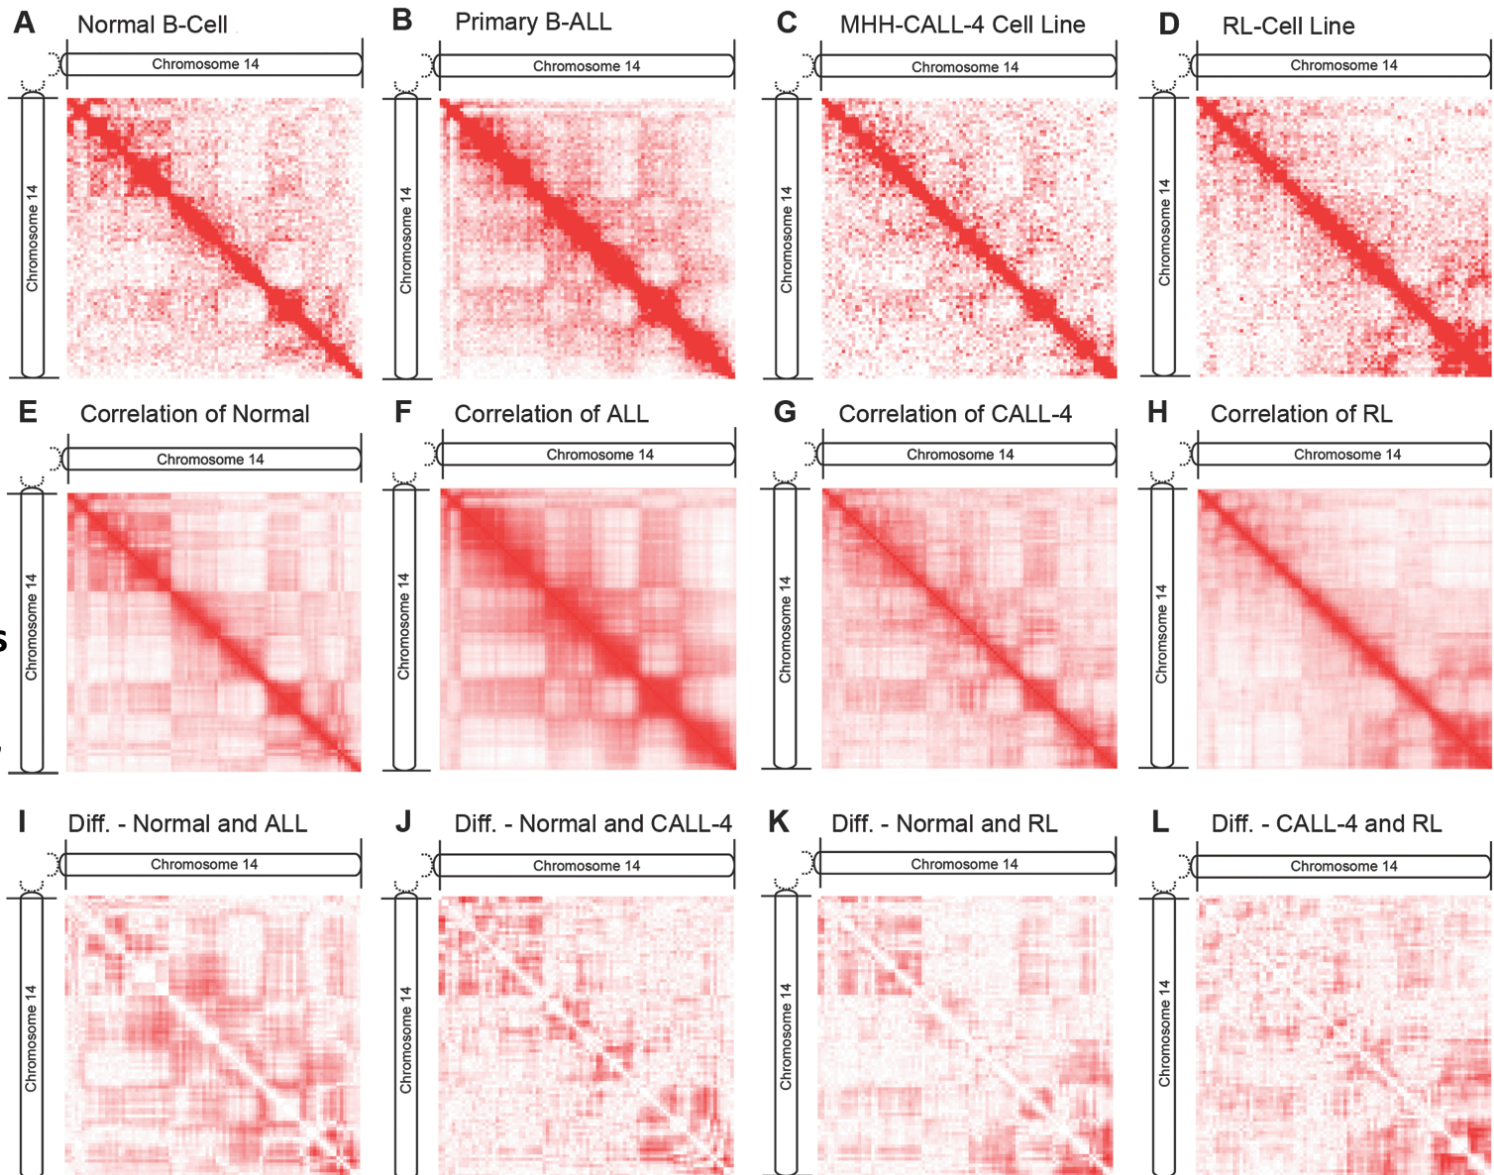 A Normal B-Cell
B Primary B-ALL
C MHH-CALL-4 Cell Line
D RL-Cell Line
Chromosome 14
Chromosome 14
Chromosome 14
Chromosome 14
Chromosome 14
Chromosome 14
Chromosome 14
Chromosome 14
E Correlation of Normal
F Correlation of ALL
G Correlation of CALL-4
H Correlation of RL
Chromosome 14
Chromosome 14
Chromosome 14
Chromosome 14
Chromosome 14
Chromosome 14
Chromosome 14
Chromosome 14
s
I Diff. - Normal and ALL
J Diff. - Normal and CALL-4
K Diff. - Normal and RL
L Diff. - CALL-4 and RL
Chromosome 14
Chromosome 14
Chromosome 14
Chromosome 14
Chromosome 14
Chromosome 14
Chromosome 14
Chromosome 14